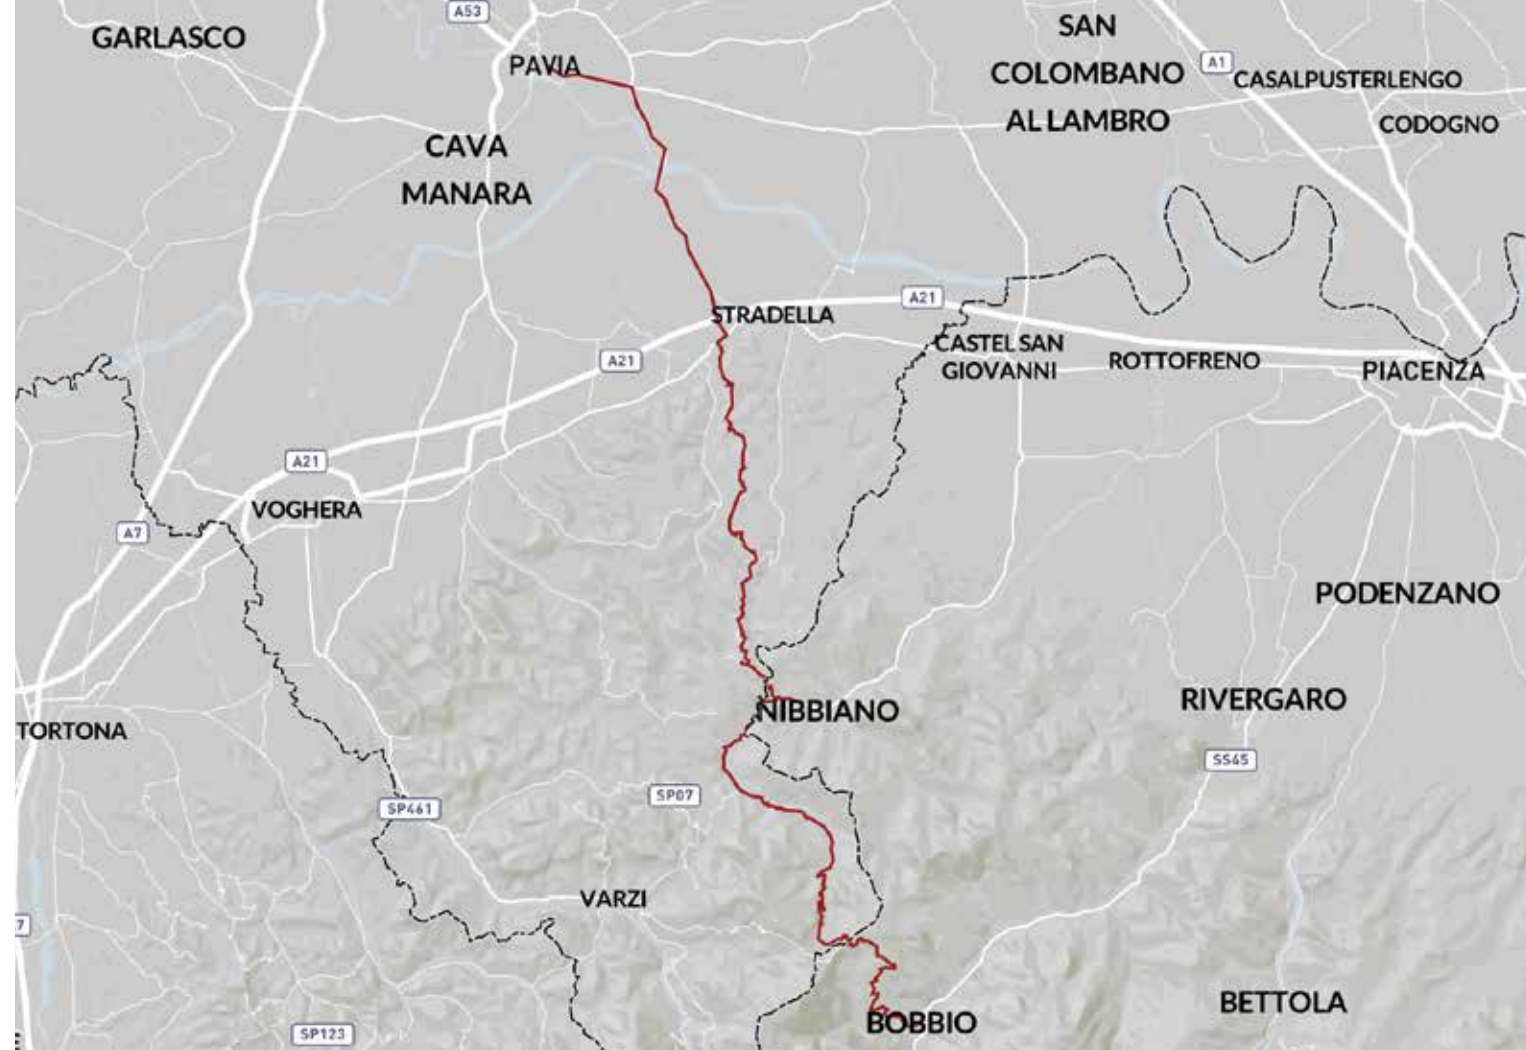 A53
GARLASCO
PAVIA
SAN
COLOMBANO
AL LAMBRO
A1
CASALPUSTERLENGO
CODOGNO
CAVA
MANARA
A21
STRADELLA
CASTEL SAN
GIOVANNI
ROTTOFRENO
PIACENZA
A21
A21
VOGHERA
A7
PODENZANO
RIVERGARO
NIBBIANO
TORTONA
SS45
SP07
SP461
VARZI
7
BETTOLA
BOBBIO
SP123
E